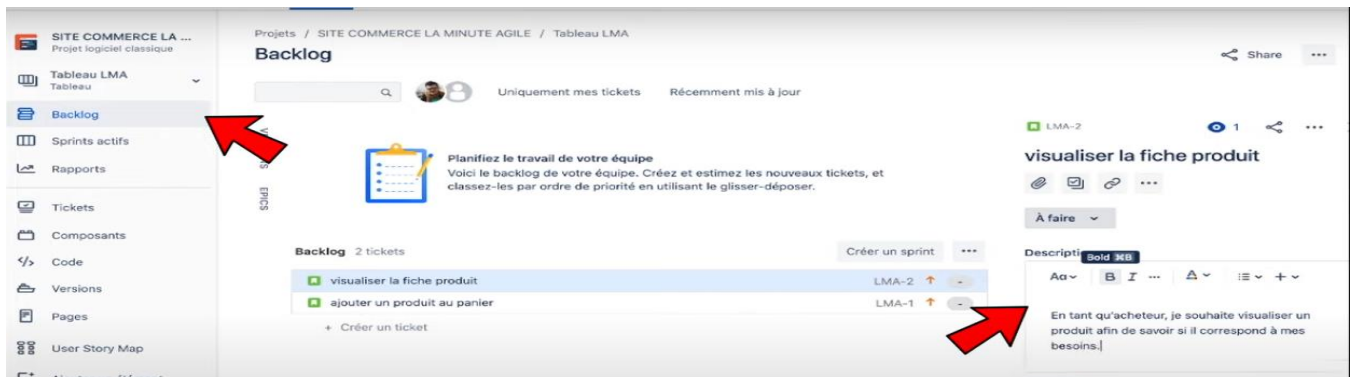 SITE COMMERCE LA ...
Projet logiciel classique
Tableau LMA
Tableau
Backlog
Sprints actifs
Rapports
Tickets
Composants
Code
Versions
Pages
User Story Map
Projets / SITE COMMERCE LA MINUTE AGILE / Tableau LMA
Backlog
Share
Uniquement mes tickets Récemment mis à jour
EPICS
Planifiez le travail de votre équipe
Voici le backlog de votre équipe. Créez et estimez les nouveaux tickets, et
classez-les par ordre de priorité en utilisant le glisser-déposer.
Backlog 2 tickets Créer un sprint
visualiser la fiche produit LMA-2
ajouter un produit au panier LMA-1
+ Créer un ticket
LMA-2 1
visualiser la fiche produit
À faire
Descripti
Bold ⌘B
Aa B I
A
En tant qu'acheteur, je souhaite visualiser un
produit afin de savoir si il correspond à mes
besoins.